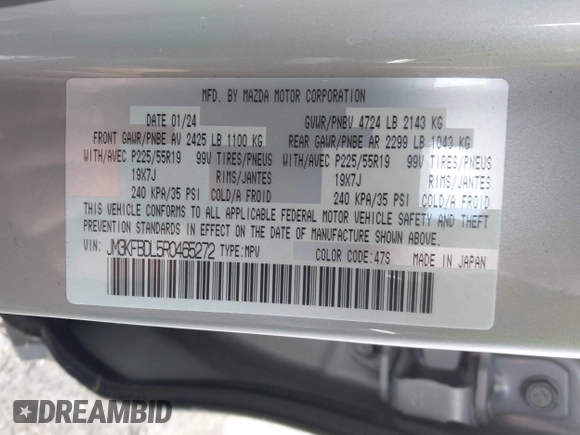 MFD. BY MAZDA MOTOR CORPORATION
DATE 01/24 GVWR/PNBV 4724 LB 2143 KG
FRONT GAWR/PNBE AV 2425 LB 1100 KG REAR GAWR/PNBE AR 2299 LB 1043 KG
WITH/AVEC P225/55R19 99V TIRES/PNEUS WITH/AVEC P225/55R19 99V TIRES/PNEUS
19X7J RIMS/JANTES 19X7J RIMS/JANTES
240 KPA/35 PSI COLD/A FROID 240 KPA/35 PSI COLD/A FROID
THIS VEHICLE CONFORMS TO ALL APPLICABLE FEDERAL MOTOR VEHICLE SAFETY AND THEFT
PREVENTION STANDARDS IN EFFECT ON THE DATE OF MANUFACTURE SHOWN ABOVE.
VIN: JM3KFBDL5R0465272 TYPE:MPV COLOR CODE:47S MADE IN JAPAN
DREAMBID